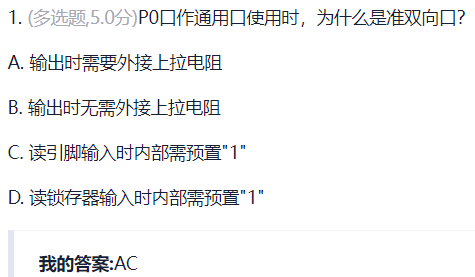 1. (多选题,5.0分)P0口作通用口使用时，为什么是准双向口?
A. 输出时需要外接上拉电阻
B. 输出时无需外接上拉电阻
C. 读引脚输入时内部需预置"1"
D. 读锁存器输入时内部需预置"1"
我的答案:AC